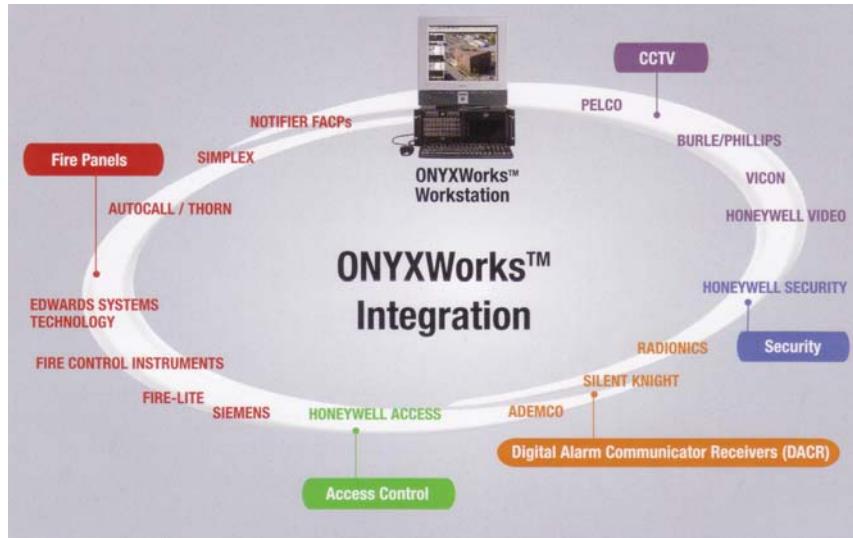 CCTV
PELCO
NOTIFIER FACPs
BURLE/PHILLIPS
Fire Panels
SIMPLEX
ONYXWorks™
Workstation
VICON
AUTOCALL / THORN
HONEYWELL VIDEO
ONYXWorks™
Integration
HONEYWELL SECURITY
EDWARDS SYSTEMS
TECHNOLOGY
Security
RADIONICS
FIRE CONTROL INSTRUMENTS
SILENT KNIGHT
FIRE-LITE
SIEMENS
HONEYWELL ACCESS
ADEMCO
Digital Alarm Communicator Receivers (DACR)
Access Control